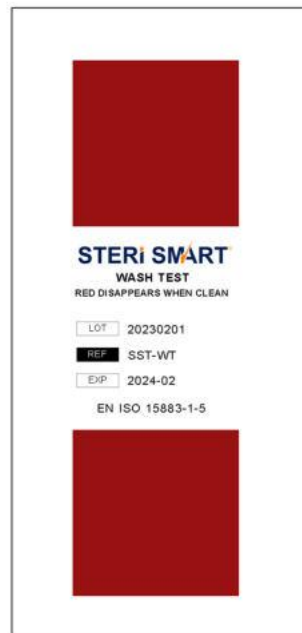 STERi SMART
WASH TEST
RED DISAPPEARS WHEN CLEAN
LOT 20230201
REF SST-WT
EXP 2024-02
EN ISO 15883-1-5